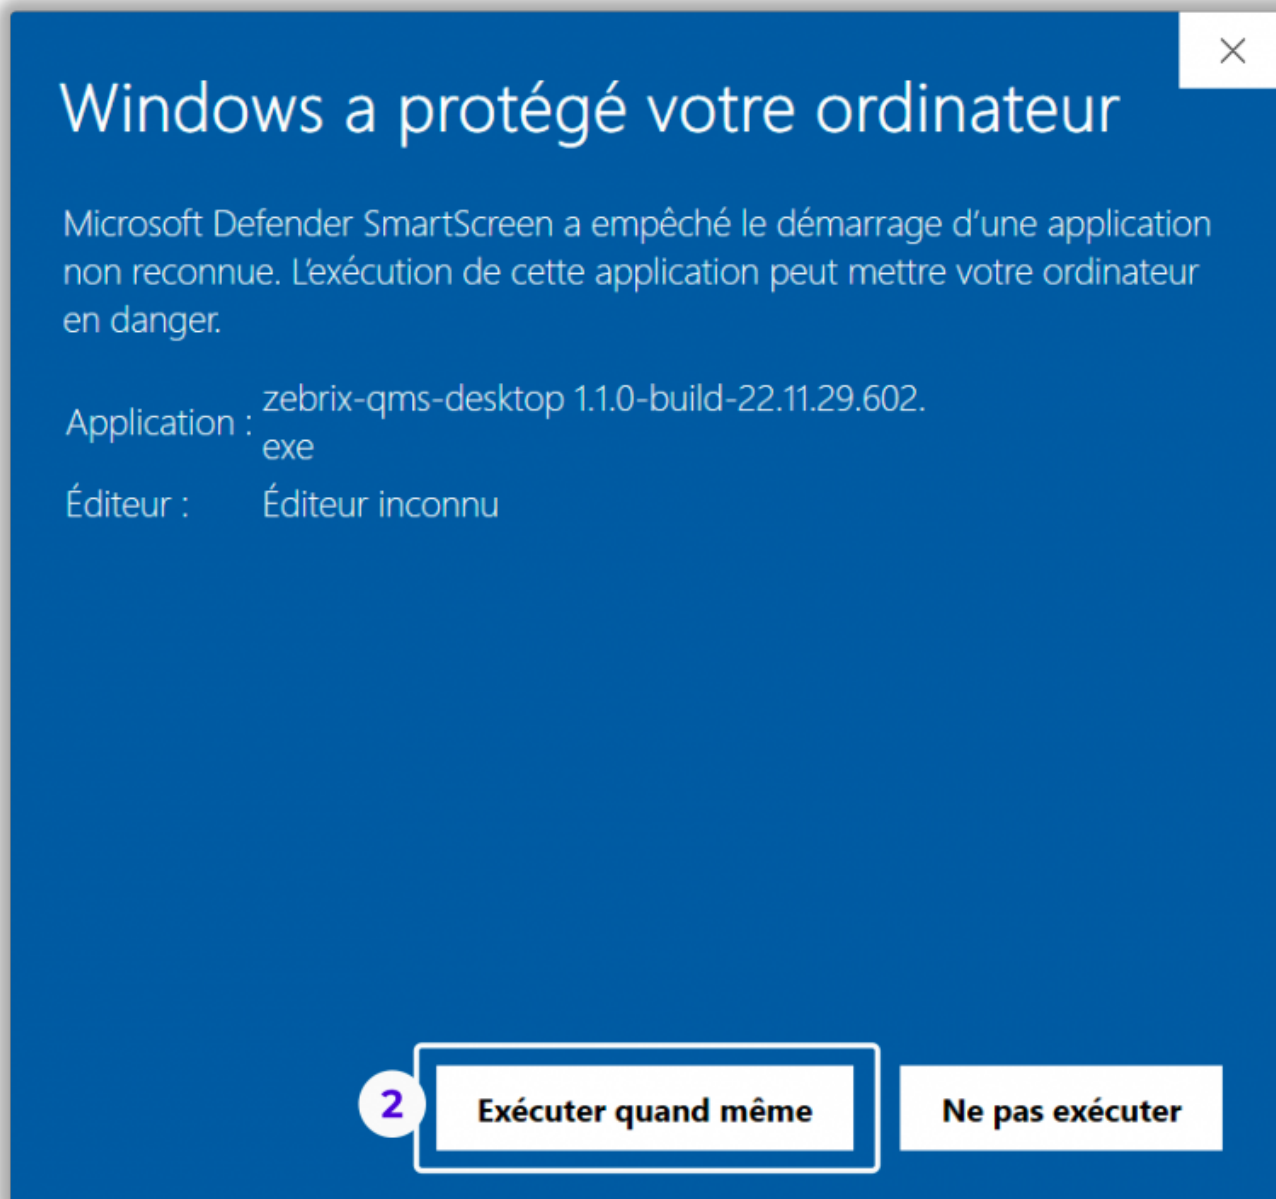 Windows a protégé votre ordinateur
Microsoft Defender SmartScreen a empêché le démarrage d’une application
non reconnue. L’exécution de cette application peut mettre votre ordinateur
en danger.
Application : zebrix-qms-desktop 1.1.0-build-22.11.29.602.
exe
Éditeur : Éditeur inconnu
2 Exécuter quand même Ne pas exécuter